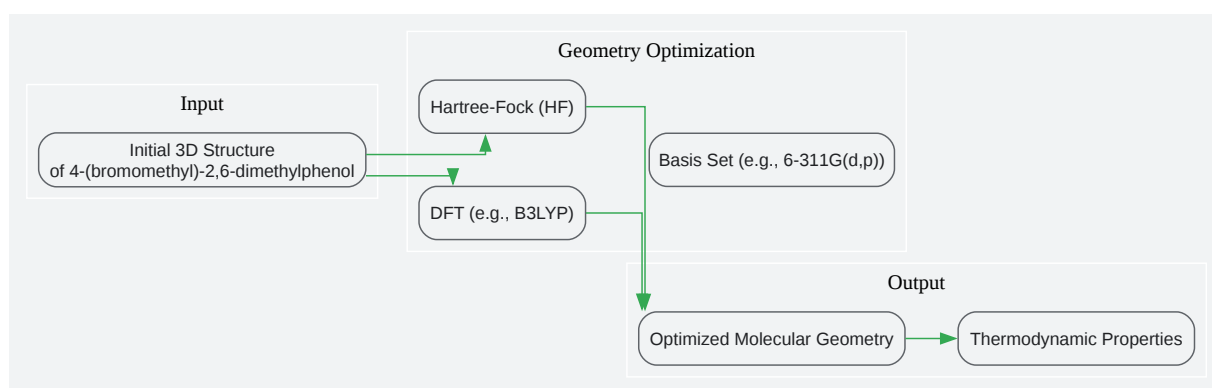 Geometry Optimization
Input
Hartree-Fock (HF)
Initial 3D Structure
of 4-(bromomethyl)-2,6-dimethylphenol
Basis Set (e.g., 6-311G(d,p))
DFT (e.g., B3LYP)
Output
Optimized Molecular Geometry
Thermodynamic Properties